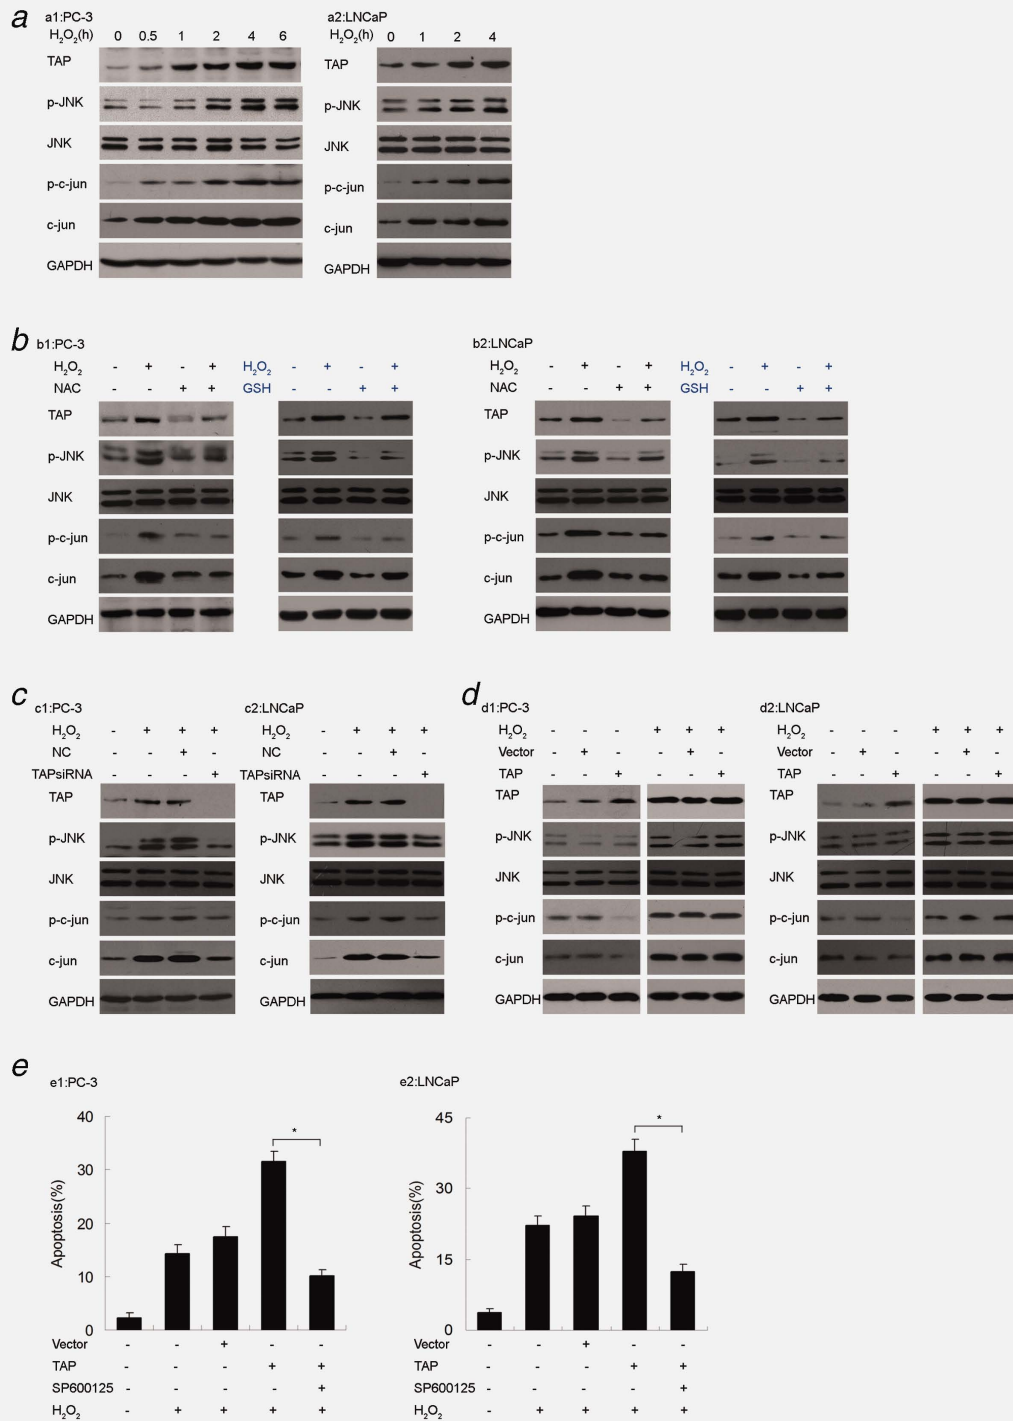 a
a1:PC-3
H₂O₂(h) 0 0.5 1 2 4 6
TAP
p-JNK
JNK
p-c-jun
c-jun
GAPDH
a2:LNCaP
H₂O₂(h) 0 1 2 4
TAP
p-JNK
JNK
p-c-jun
c-jun
GAPDH
b
b1:PC-3
H₂O₂ - + - + H₂O₂ - + - +
NAC - - + + GSH - - + +
TAP
p-JNK
JNK
p-c-jun
c-jun
GAPDH
b2:LNCaP
H₂O₂ - + - + H₂O₂ - + - +
NAC - - + + GSH - - + +
TAP
p-JNK
JNK
p-c-jun
c-jun
GAPDH
c
c1:PC-3
H₂O₂ - + + +
NC - - + -
TAPsiRNA - - - +
TAP
p-JNK
JNK
p-c-jun
c-jun
GAPDH
c2:LNCaP
H₂O₂ - + + +
NC - - + -
TAPsiRNA - - - +
TAP
p-JNK
JNK
p-c-jun
c-jun
GAPDH
d
d1:PC-3
H₂O₂ - - - + + +
Vector - + - - + -
TAP - - + - - +
TAP
p-JNK
JNK
p-c-jun
c-jun
GAPDH
d2:LNCaP
H₂O₂ - - - + + +
Vector - + - - + -
TAP - - + - - +
TAP
p-JNK
JNK
p-c-jun
c-jun
GAPDH
e
e1:PC-3
40
30
20
10
0
Apoptosis(%)
*
Vector - - + - -
TAP - - - + +
SP600125 - - - - +
H₂O₂ - + + + +
e2:LNCaP
45
30
15
0
Apoptosis(%)
*
Vector - - + - -
TAP - - - + +
SP600125 - - - - +
H₂O₂ - + + + +